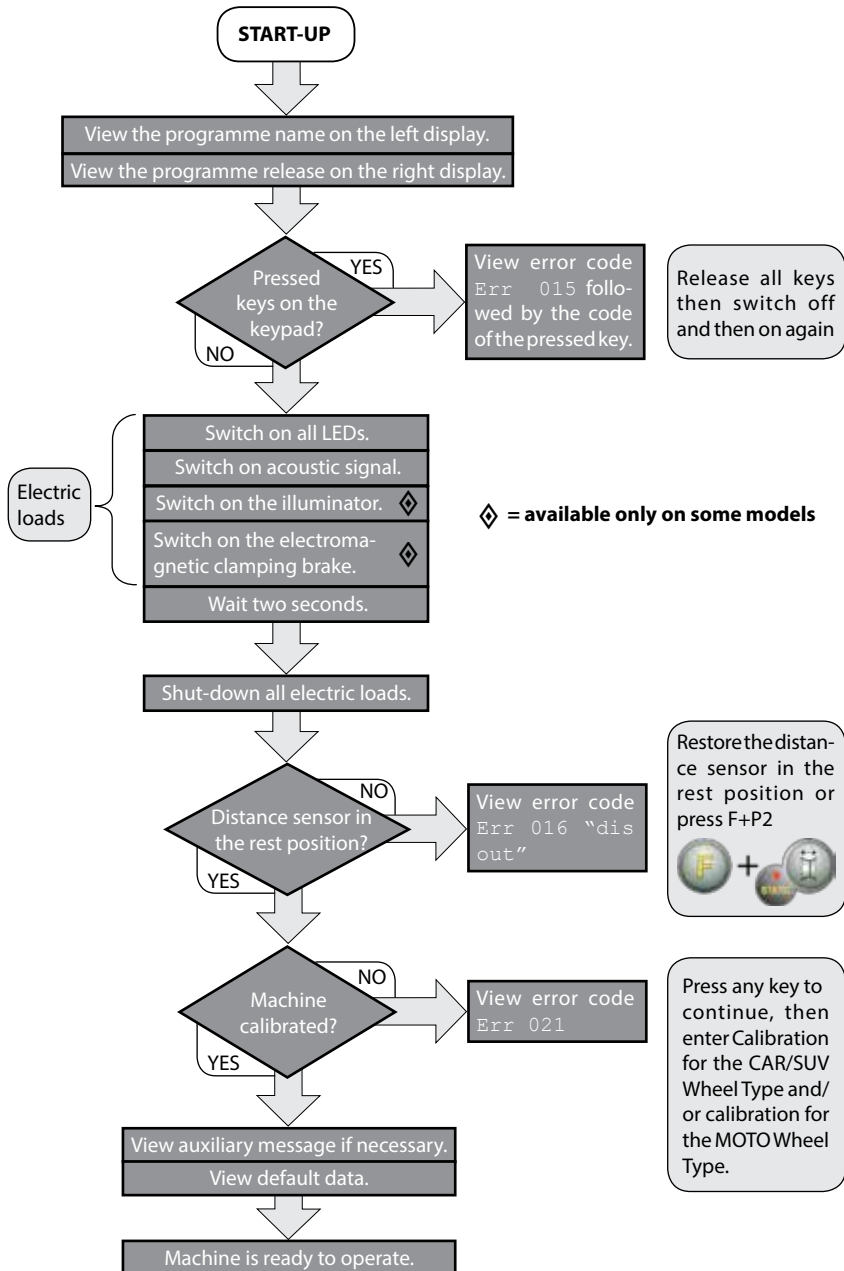 START-UP
View the programme name on the left display.
View the programme release on the right display.
Pressed
keys on the
keypad?
YES
NO
View error code
Err 015 follo-
wed by the code
of the pressed key.
Release all keys
then switch off
and then on again
Electric
loads
Switch on all LEDs.
Switch on acoustic signal.
Switch on the illuminator.
Switch on the electroma-
gnetic clamping brake.
Wait two seconds.
= available only on some models
Shut-down all electric loads.
Distance sensor in
the rest position?
NO
YES
View error code
Err 016 “dis
out”
Restore the distan-
ce sensor in the
rest position or
press F+P2
F
+
Machine
calibrated?
NO
YES
View error code
Err 021
Press any key to
continue, then
enter Calibration
for the CAR/SUV
Wheel Type and/
or calibration for
the MOTO Wheel
Type.
View auxiliary message if necessary.
View default data.
Machine is ready to operate.